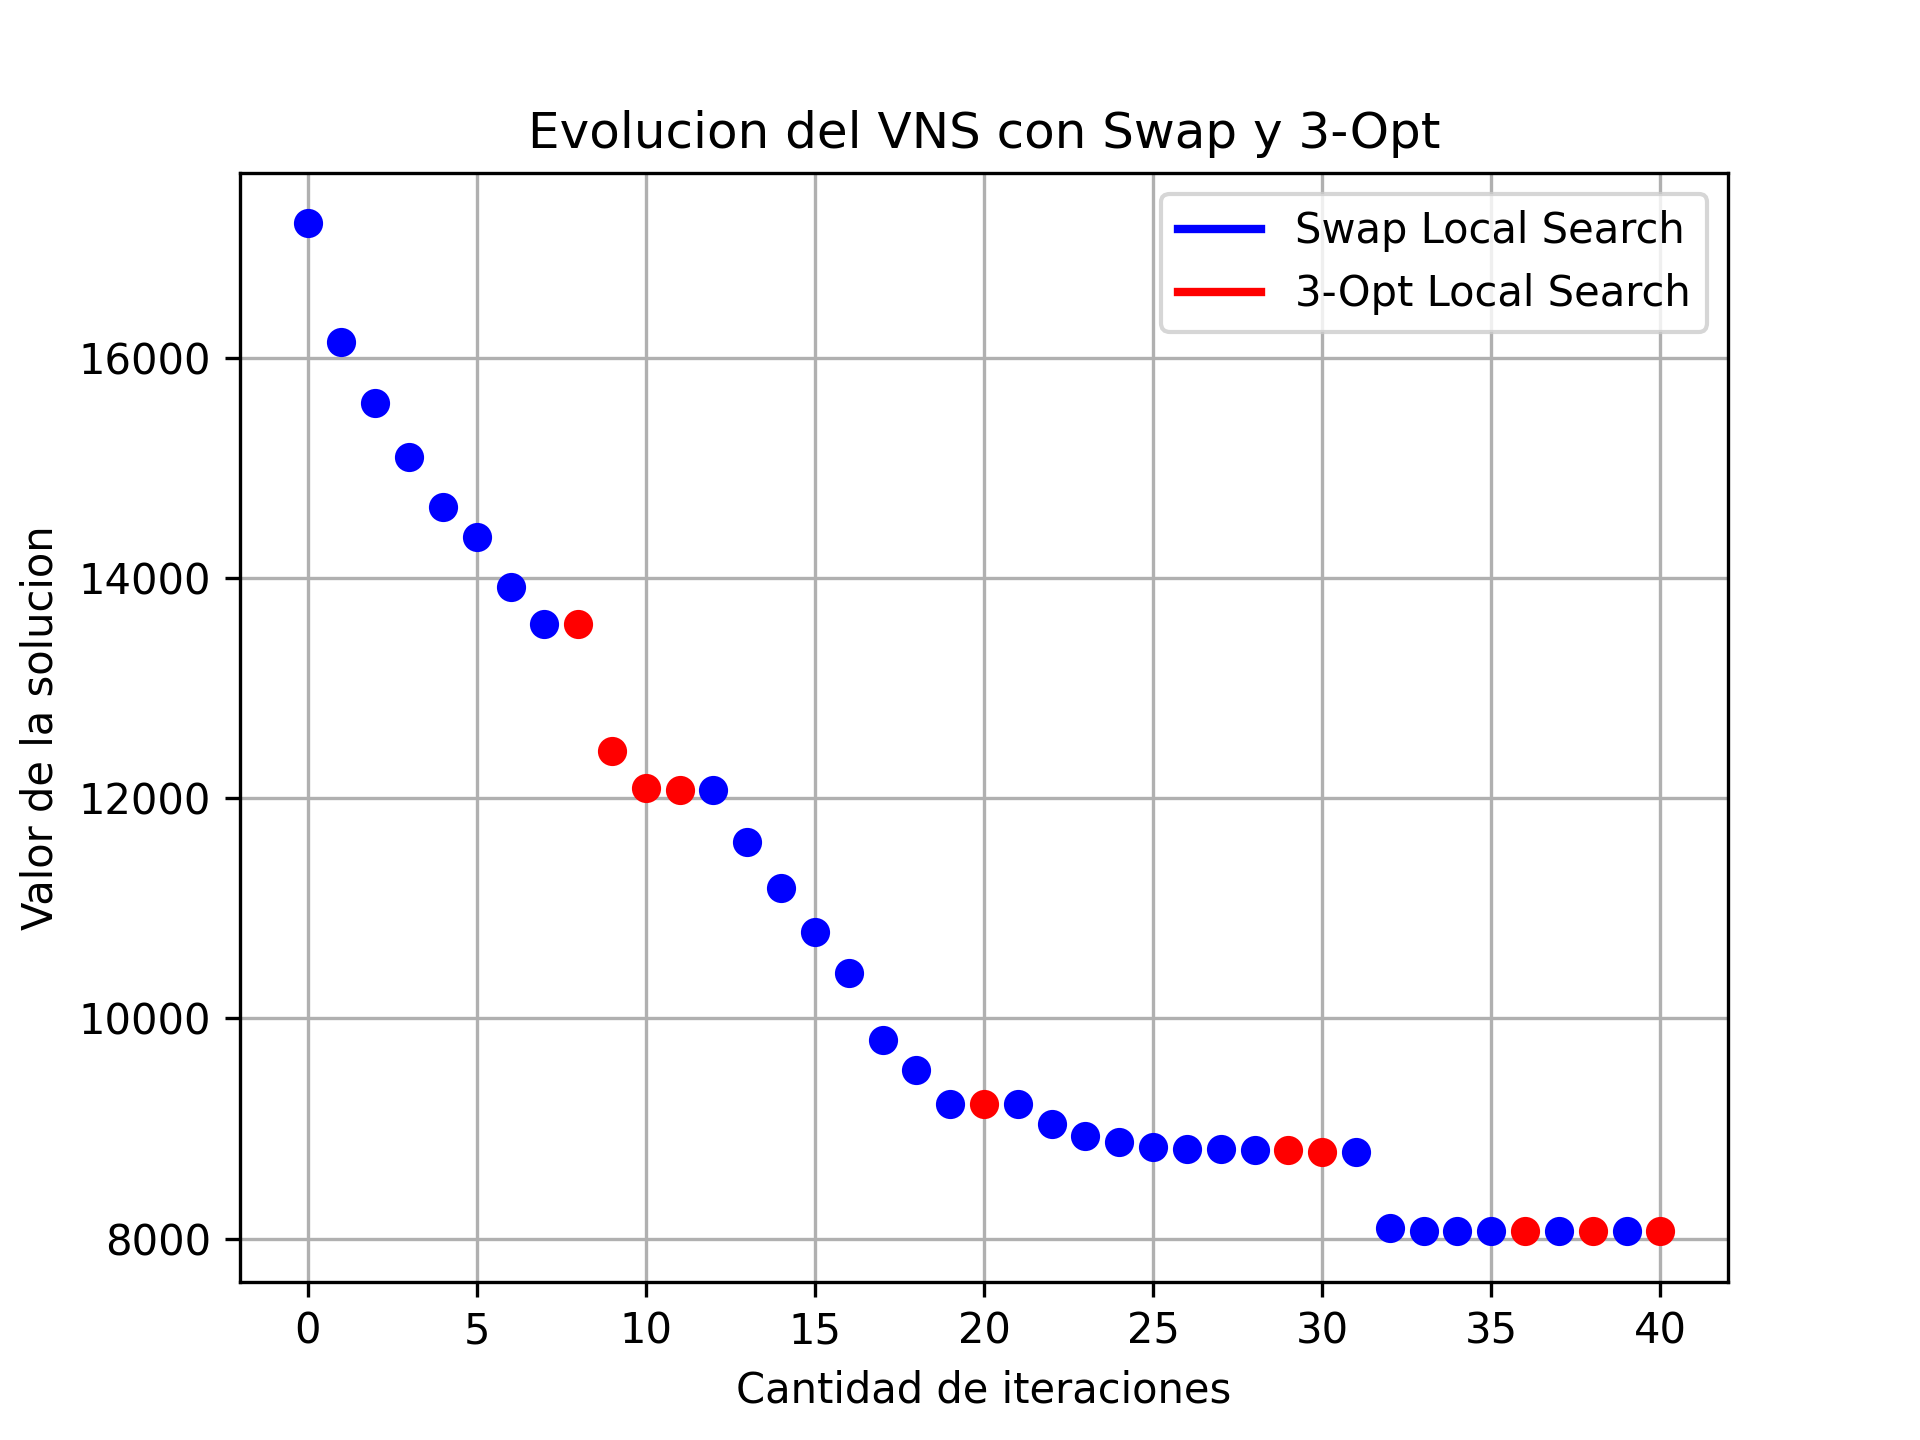 Evolucion del VNS con Swap y 3-Opt
Swap Local Search
3-Opt Local Search
Valor de la solucion
16000
14000
12000
10000
8000
0 5 10 15 20 25 30 35 40
Cantidad de iteraciones